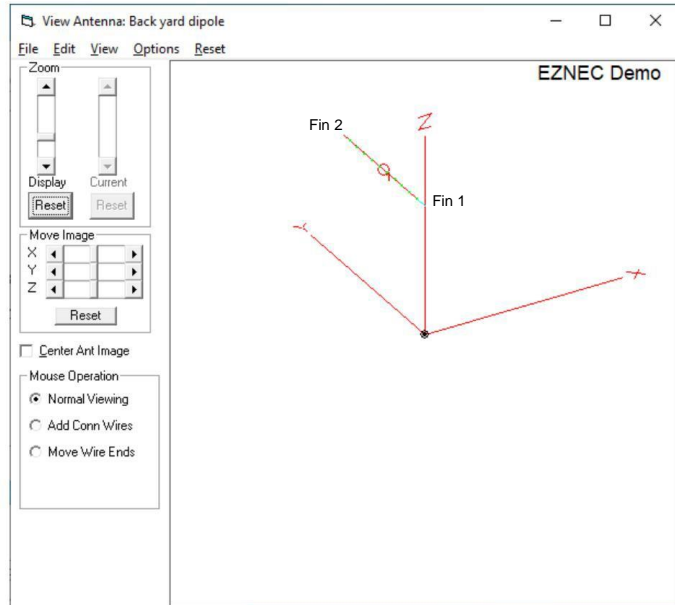 View Antenna: Back yard dipole
File Edit View Options Reset
Zoom
Display Current
Reset Reset
Move Image
X
Y
Z
Reset
Center Ant Image
Mouse Operation
Normal Viewing
Add Conn Wires
Move Wire Ends
EZNEC Demo
Fin 2
Z
Fin 1
Y
X